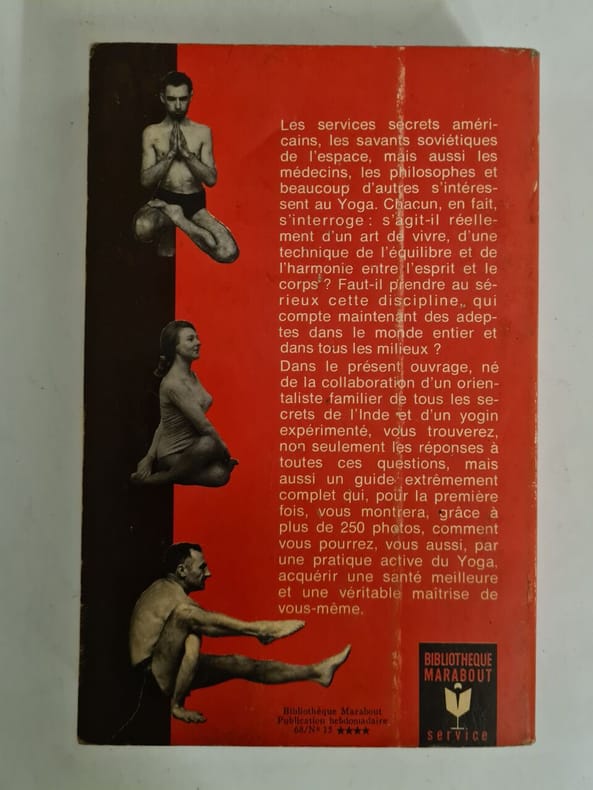 Les services secrets améri-
cains, les savants soviétiques
de l'espace, mais aussi les
médecins, les philosophes et
beaucoup d'autres s'intéres-
sent au Yoga. Chacun, en fait,
s'interroge : s'agit-il réelle-
ment d'un art de vivre, d'une
technique de l'équilibre et de
l'harmonie entre l'esprit et le
corps ? Faut-il prendre au sé-
rieux cette discipline, qui
compte maintenant des adep-
tes dans le monde entier et
dans tous les milieux ?
Dans le présent ouvrage, né
de la collaboration d'un orien-
taliste familier de tous les se-
crets de l'Inde et d'un yogin
expérimenté, vous trouverez,
non seulement les réponses à
toutes ces questions, mais
aussi un guide extrêmement
complet qui, pour la première
fois, vous montrera, grâce à
plus de 250 photos, comment
vous pourrez, vous aussi, par
une pratique active du Yoga,
acquérir une santé meilleure
et une véritable maîtrise de
vous-même.
Bibliothèque Marabout
Publication hebdomadaire
68/N° 15 ★★★★
BIBLIOTHEQUE
MARABOUT
service